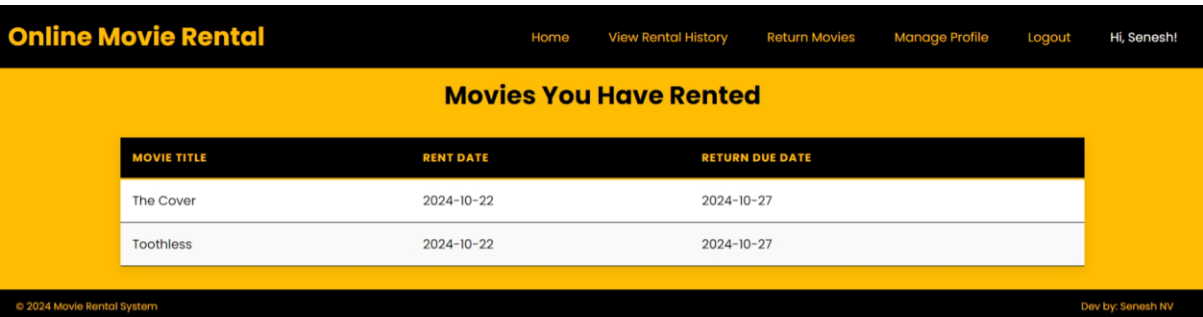 Online Movie Rental Home View Rental History Return Movies Manage Profile Logout Hi, Senesh!
Movies You Have Rented
MOVIE TITLE RENT DATE RETURN DUE DATE
The Cover 2024-10-22 2024-10-27
Toothless 2024-10-22 2024-10-27
© 2024 Movie Rental System Dev by: Senesh NV